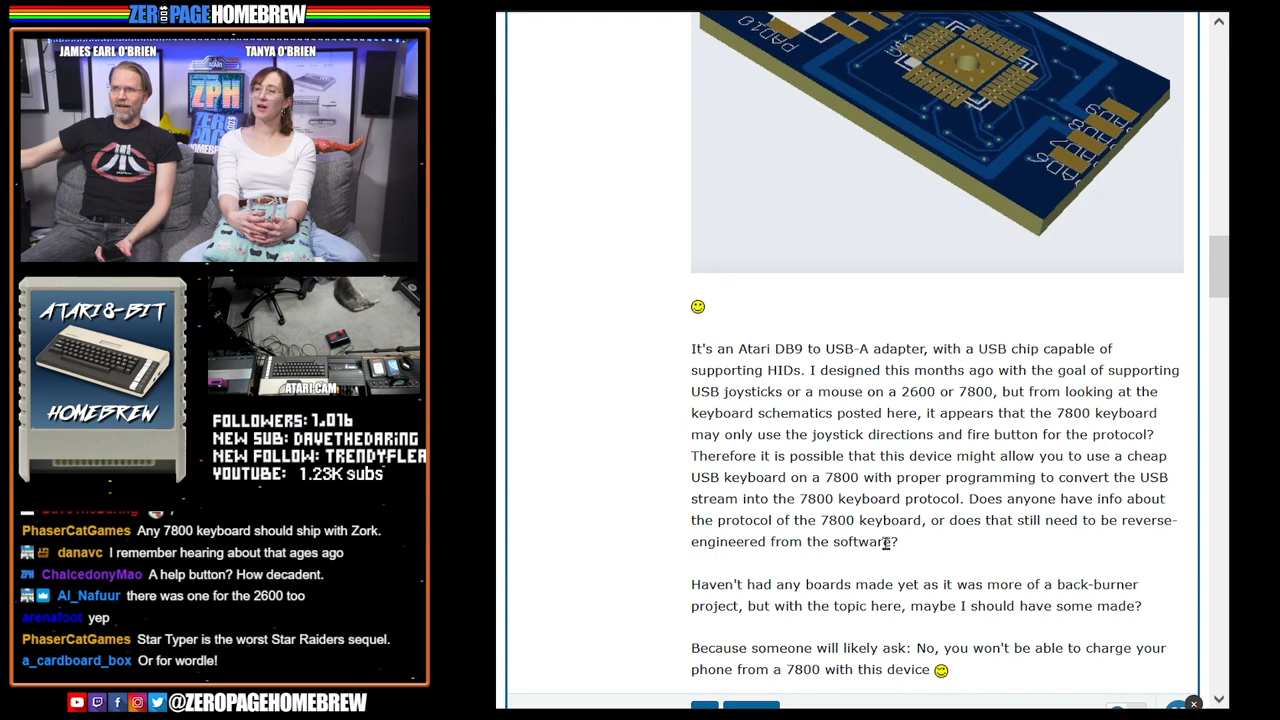 ZERO PAGE HOMEBREW
JAMES EARL O'BRIEN
TANYA O'BRIEN
ZPH
ATARI 8-BIT
HOMEBREW
ATARI CAM
FOLLOWERS: 1,016
NEW SUB: DAVETHEDARING
NEW FOLLOW: TRENDYFLEA
YOUTUBE: 1.23K subs
PhaserCatGames Any 7800 keyboard should ship with Zork.
danavc I remember hearing about that ages ago
ChalcedonyMao A help button? How decadent.
Al_Nafuur there was one for the 2600 too
arenafoot yep
PhaserCatGames Star Typer is the worst Star Raiders sequel.
a_cardboard_box Or for wordle!
@ZEROPAGEHOMEBREW
PAD10
PAD9
PAD8
PAD7
PAD6
It's an Atari DB9 to USB-A adapter, with a USB chip capable of
supporting HIDs. I designed this months ago with the goal of supporting
USB joysticks or a mouse on a 2600 or 7800, but from looking at the
keyboard schematics posted here, it appears that the 7800 keyboard
may only use the joystick directions and fire button for the protocol?
Therefore it is possible that this device might allow you to use a cheap
USB keyboard on a 7800 with proper programming to convert the USB
stream into the 7800 keyboard protocol. Does anyone have info about
the protocol of the 7800 keyboard, or does that still need to be reverse-
engineered from the software?
Haven't had any boards made yet as it was more of a back-burner
project, but with the topic here, maybe I should have some made?
Because someone will likely ask: No, you won't be able to charge your
phone from a 7800 with this device